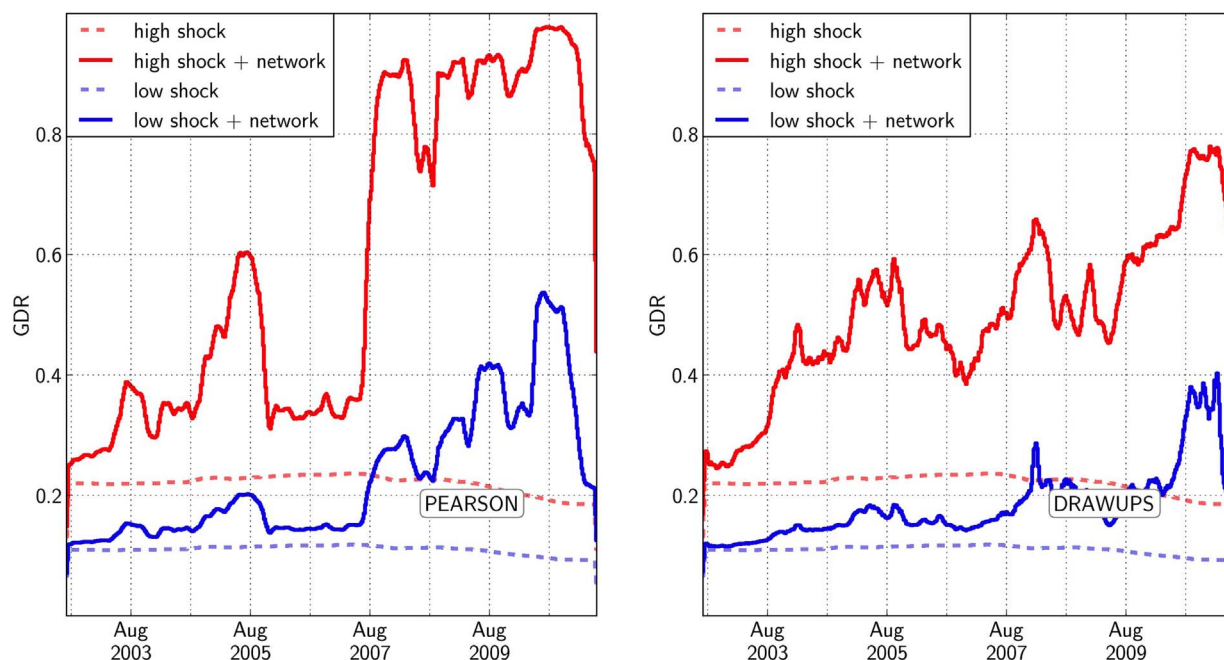 high shock
high shock + network
low shock
low shock + network
0.8
0.6
0.4
0.2
GDR
PEARSON
Aug
2003
Aug
2005
Aug
2007
Aug
2009
high shock
high shock + network
low shock
low shock + network
0.8
0.6
0.4
0.2
GDR
DRAWUPS
Aug
2003
Aug
2005
Aug
2007
Aug
2009